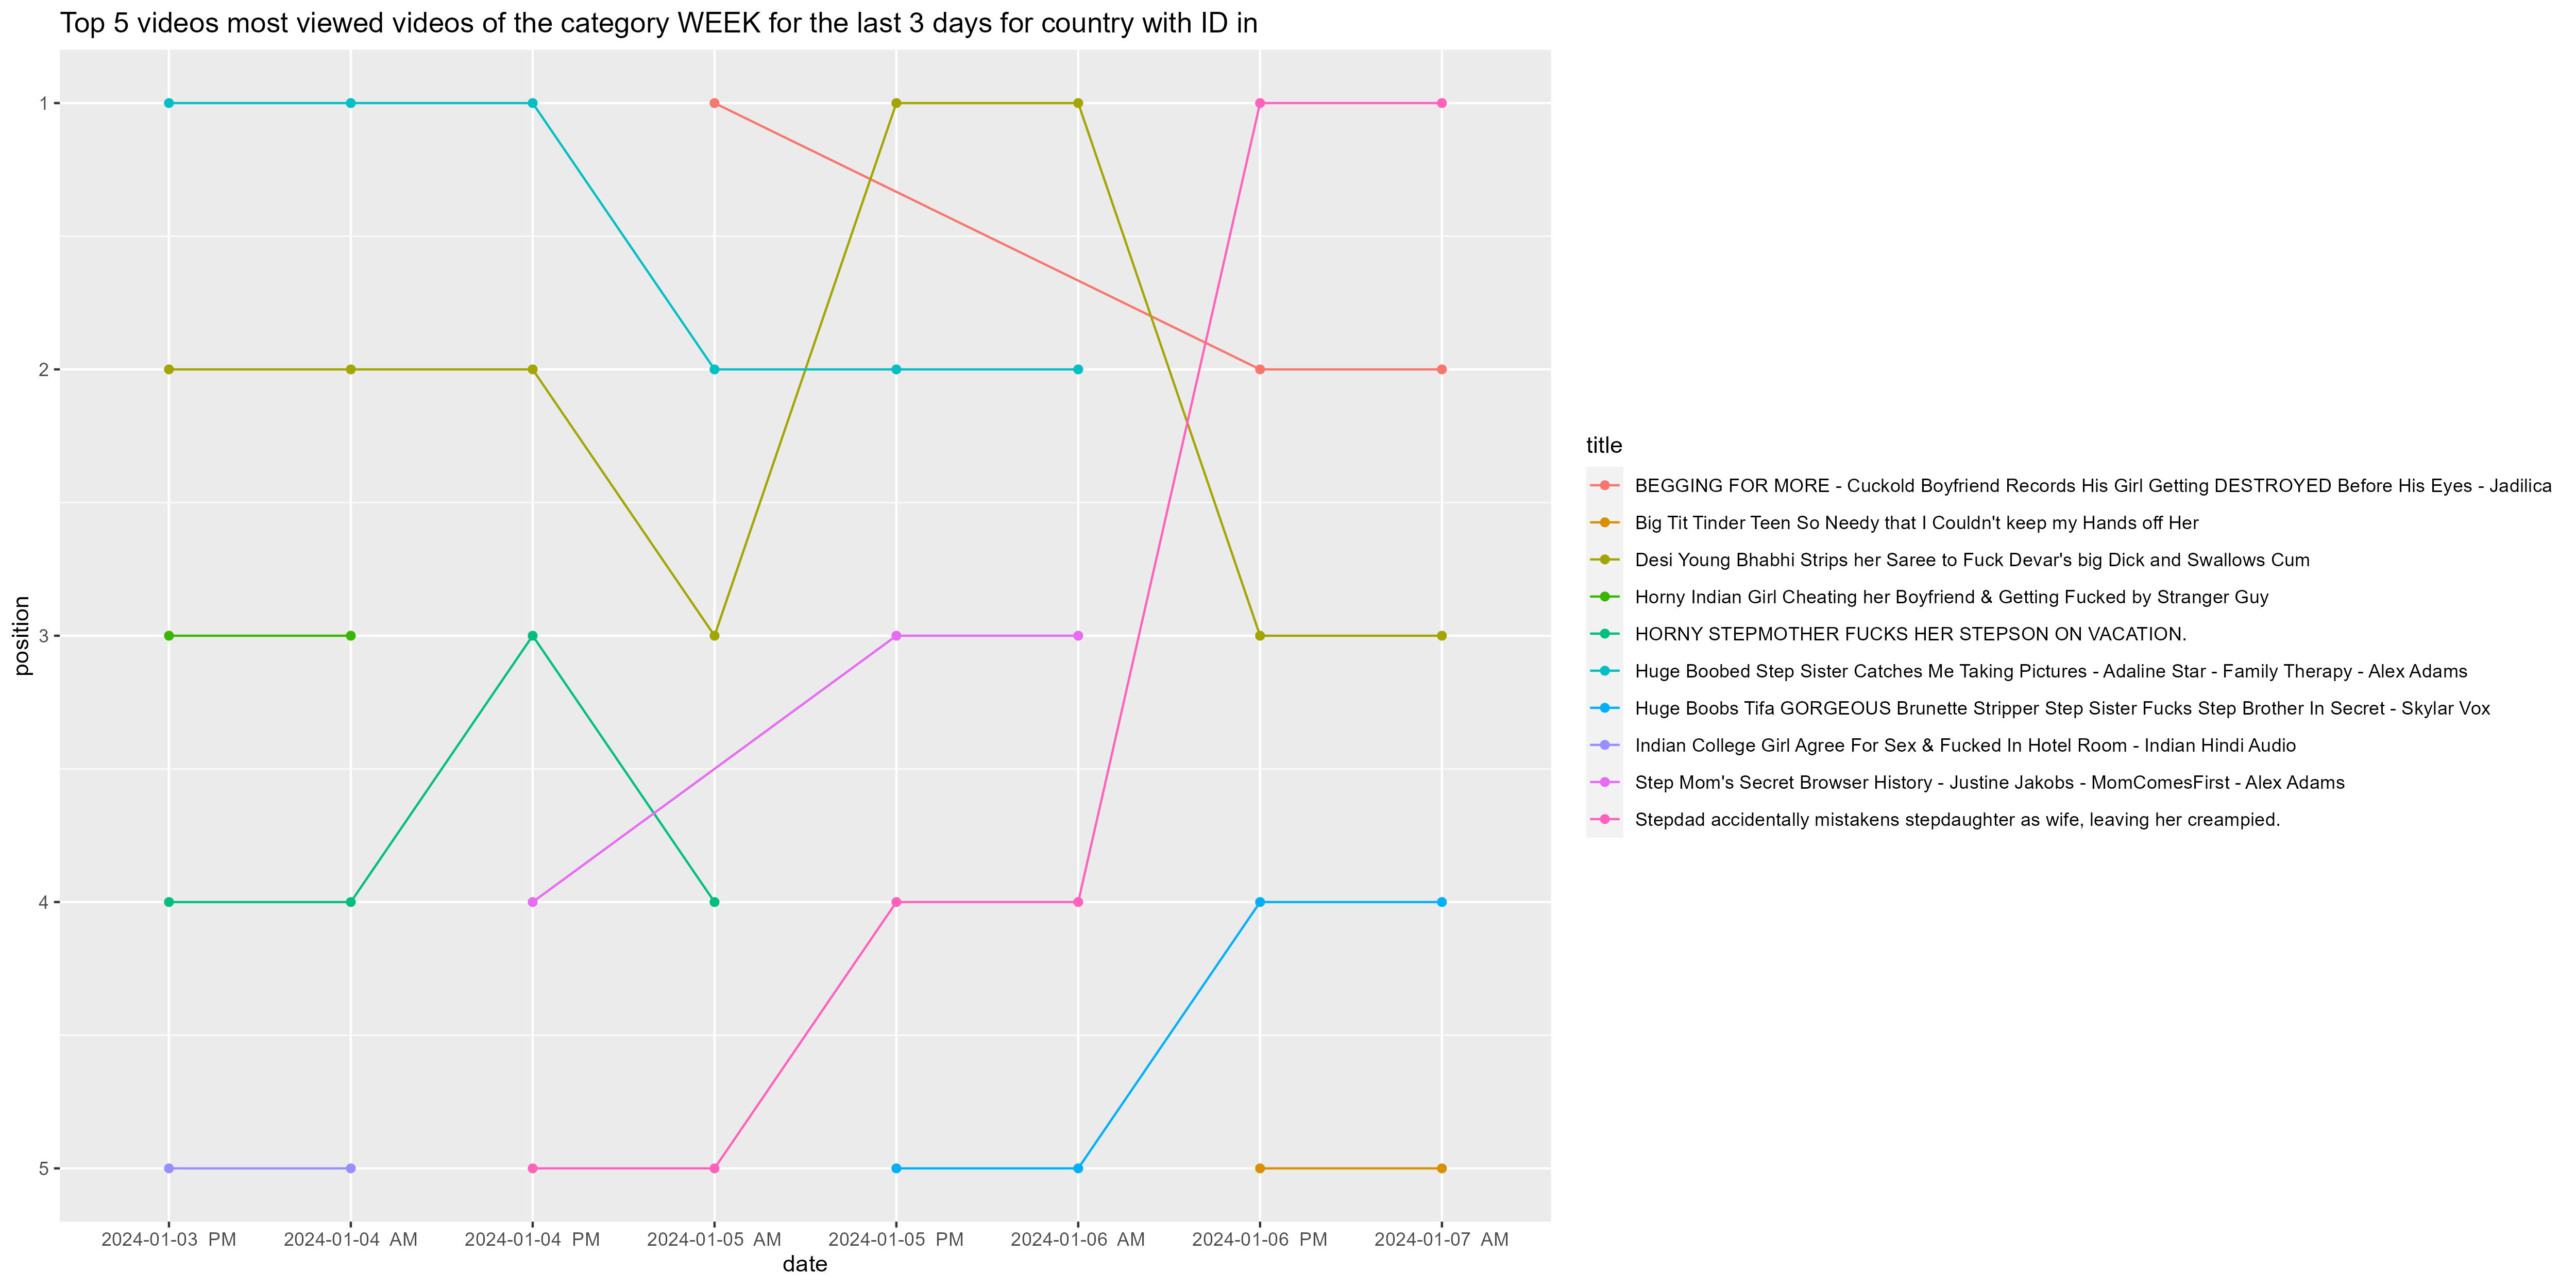 Top 5 videos most viewed videos of the category WEEK for the last 3 days for country with ID in
position
1
2
3
4
5
2024-01-03 PM
2024-01-04 AM
2024-01-04 PM
2024-01-05 AM
2024-01-05 PM
2024-01-06 AM
2024-01-06 PM
2024-01-07 AM
date
title
BEGGING FOR MORE - Cuckold Boyfriend Records His Girl Getting DESTROYED Before His Eyes - Jadilica
Big Tit Tinder Teen So Needy that I Couldn't keep my Hands off Her
Desi Young Bhabhi Strips her Saree to Fuck Devar's big Dick and Swallows Cum
Horny Indian Girl Cheating her Boyfriend & Getting Fucked by Stranger Guy
HORNY STEPMOTHER FUCKS HER STEPSON ON VACATION.
Huge Boobed Step Sister Catches Me Taking Pictures - Adaline Star - Family Therapy - Alex Adams
Huge Boobs Tifa GORGEOUS Brunette Stripper Step Sister Fucks Step Brother In Secret - Skylar Vox
Indian College Girl Agree For Sex & Fucked In Hotel Room - Indian Hindi Audio
Step Mom's Secret Browser History - Justine Jakobs - MomComesFirst - Alex Adams
Stepdad accidentally mistakens stepdaughter as wife, leaving her creampied.